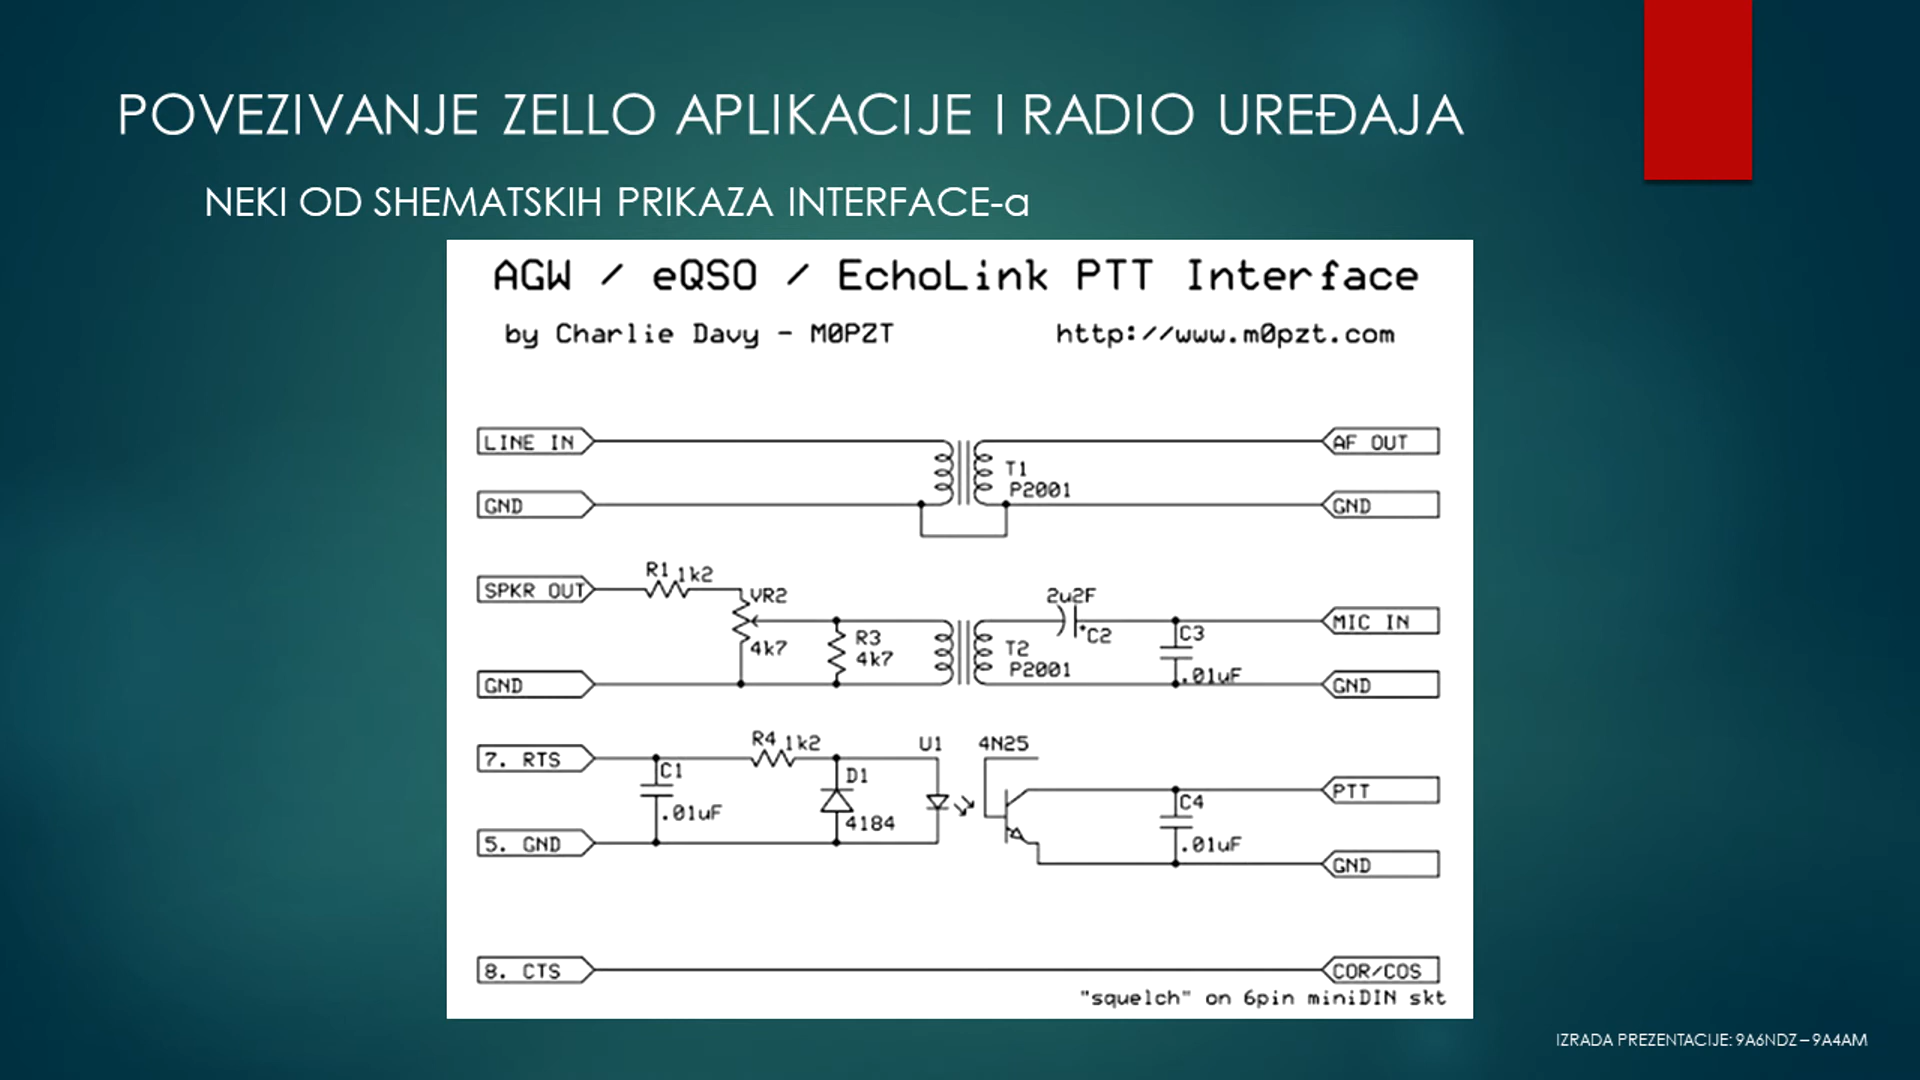 POVEZIVANJE ZELLO APLIKACIJE I RADIO UREĐAJA
NEKI OD SHEMATSKIH PRIKAZA INTERFACE-a
AGW / eQSO / EchoLink PTT Interface
by Charlie Davy - M0PZT http://www.m0pzt.com
LINE IN
AF OUT
T1
P2001
GND
GND
R1 1k2
SPKR OUT
VR2
4k7
R3
4k7
2u2F
C2
T2
P2001
C3
.01uF
MIC IN
GND
GND
7. RTS
C1
.01uF
R4 1k2
D1
4184
U1
4N25
PTT
C4
.01uF
5. GND
GND
8. CTS
COR/COS
"squelch" on 6pin miniDIN skt
IZRADA PREZENTACIJE: 9A6NDZ – 9A4AM